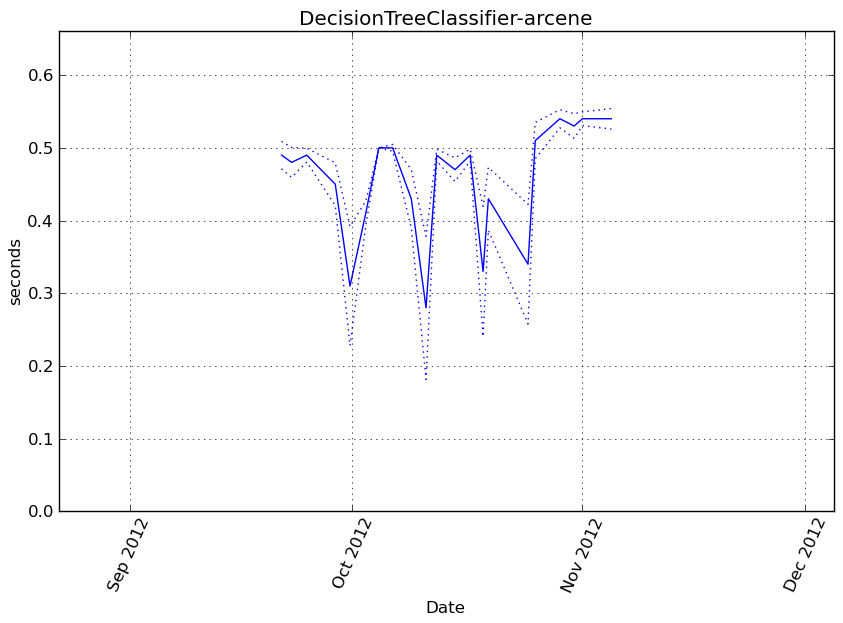 DecisionTreeClassifier-arcene
0.6
0.5
0.4
0.3
0.2
0.1
0.0
seconds
Sep 2012
Oct 2012
Nov 2012
Dec 2012
Date